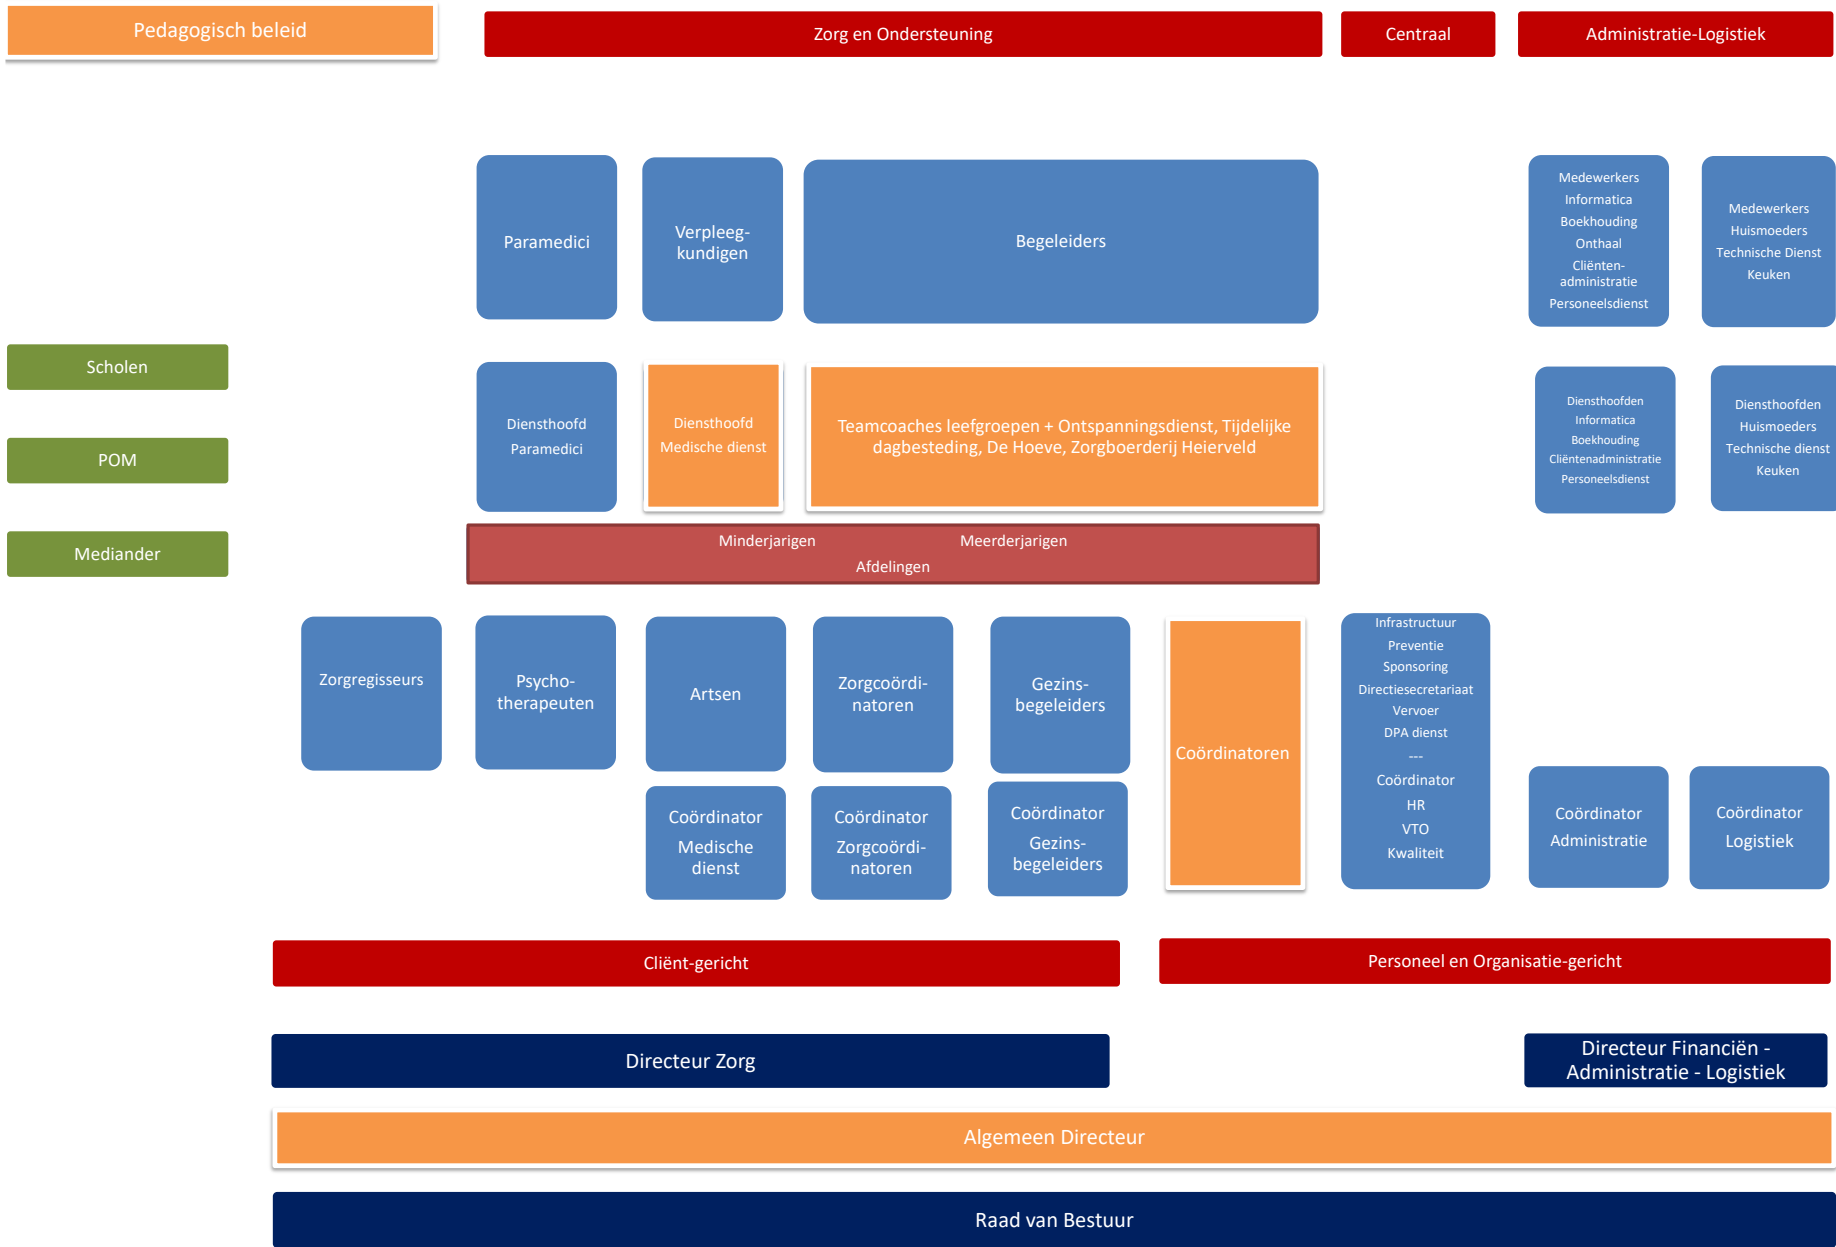 Pedagogisch beleid
Zorg en Ondersteuning
Centraal
Administratie-Logistiek
Paramedici
Verpleeg-
kundigen
Begeleiders
Medewerkers
Informatica
Boekhouding
Onthaal
Cliënten-
administratie
Personeelsdienst
Medewerkers
Huismoeders
Technische Dienst
Keuken
Scholen
POM
Mediander
Diensthoofd
Paramedici
Diensthoofd
Medische dienst
Teamcoaches leefgroepen + Ontspanningsdienst, Tijdelijke
dagbesteding, De Hoeve, Zorgboerderij Heierveld
Diensthoofden
Informatica
Boekhouding
Cliëntenadministratie
Personeelsdienst
Diensthoofden
Huismoeders
Technische dienst
Keuken
Minderjarigen Meerderjarigen
Afdelingen
Zorgregisseurs
Psycho-
therapeuten
Artsen
Zorgcoördi-
natoren
Gezins-
begeleiders
Coördinatoren
Infrastructuur
Preventie
Sponsoring
Directiesecretariaat
Vervoer
DPA dienst
---
Coördinator
HR
VTO
Kwaliteit
Coördinator
Medische
dienst
Coördinator
Zorgcoördi-
natoren
Coördinator
Gezins-
begeleiders
Coördinator
Administratie
Coördinator
Logistiek
Cliënt-gericht
Personeel en Organisatie-gericht
Directeur Zorg
Directeur Financiën -
Administratie - Logistiek
Algemeen Directeur
Raad van Bestuur